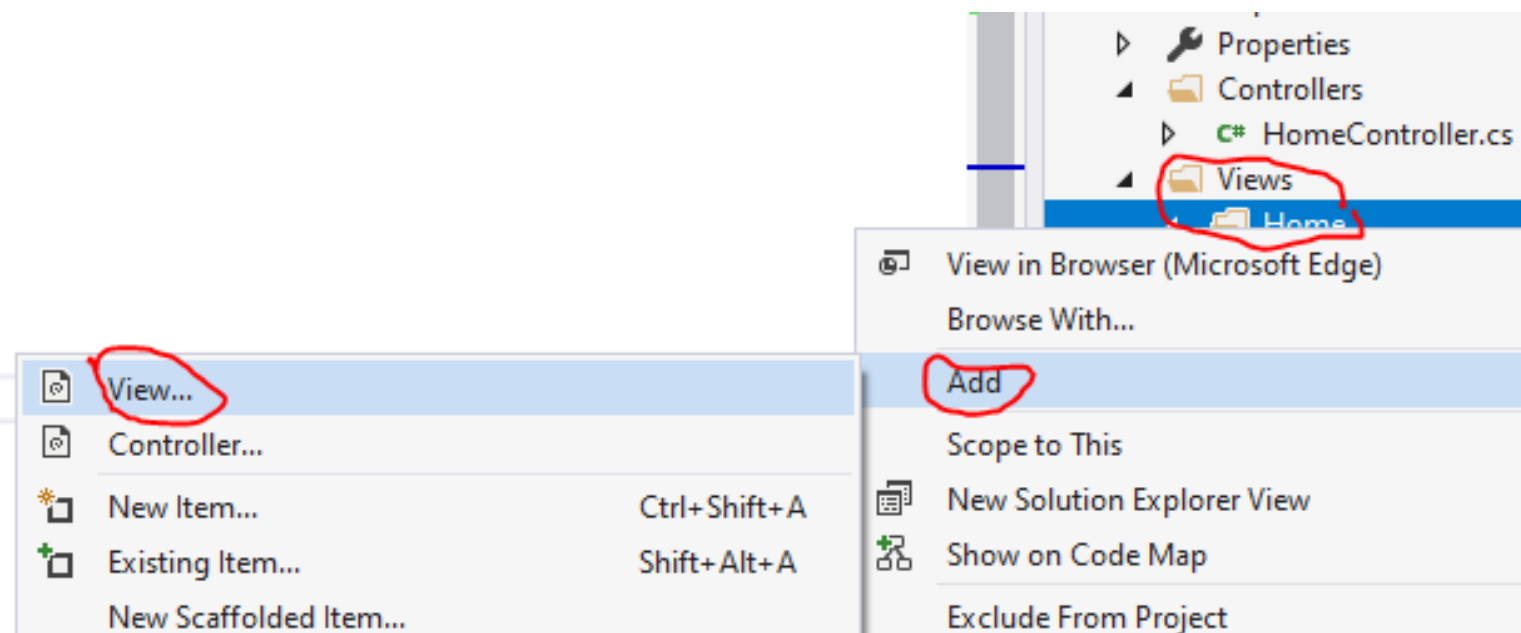 Properties
Controllers
C# HomeController.cs
Views
Home
View in Browser (Microsoft Edge)
Browse With...
Add
Scope to This
New Solution Explorer View
Show on Code Map
Exclude From Project
View...
Controller...
New Item... Ctrl+Shift+A
Existing Item... Shift+Alt+A
New Scaffolded Item...